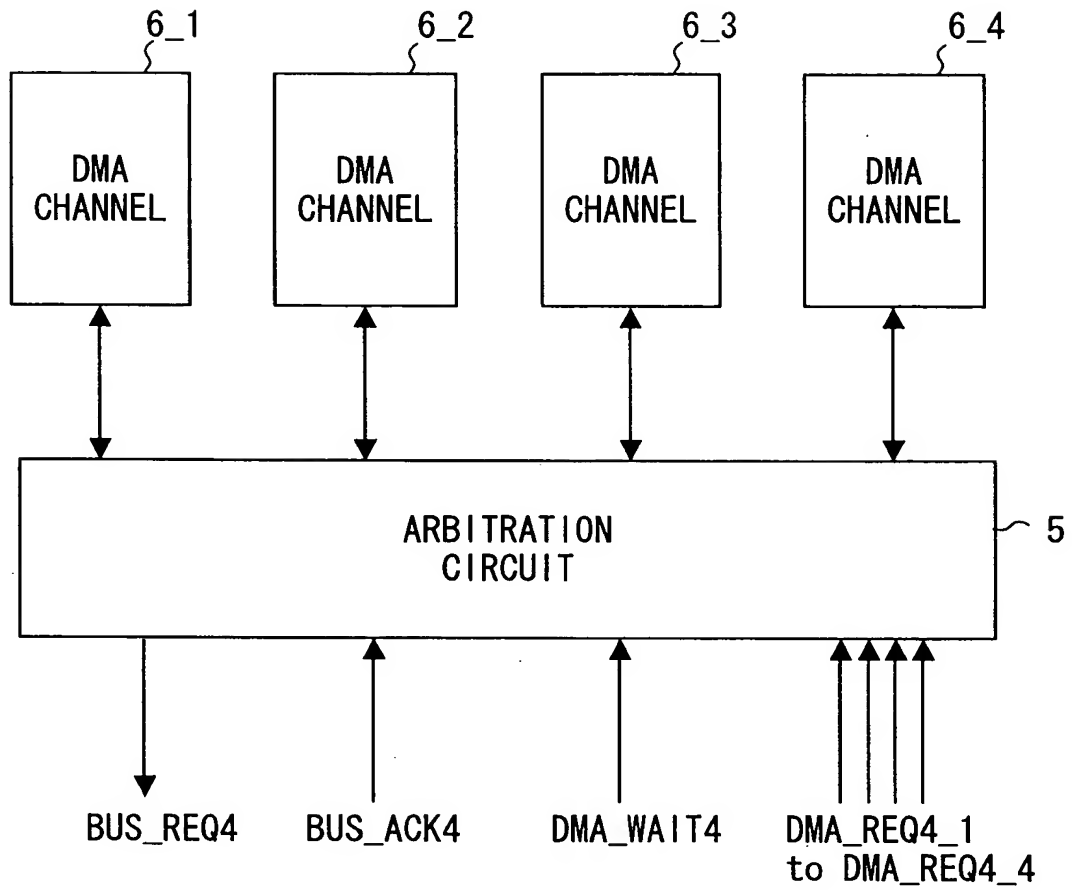 6_1
6_2
6_3
6_4
DMA
CHANNEL
DMA
CHANNEL
DMA
CHANNEL
DMA
CHANNEL
ARBITRATION
CIRCUIT
5
BUS_REQ4
BUS_ACK4
DMA_WAIT4
DMA_REQ4_1
to DMA_REQ4_4